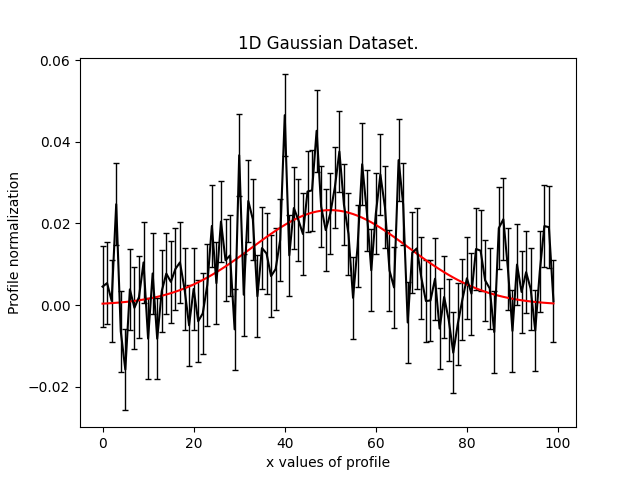 1D Gaussian Dataset.
Profile normalization
0.06
0.04
0.02
0.00
−0.02
0 20 40 60 80 100
x values of profile